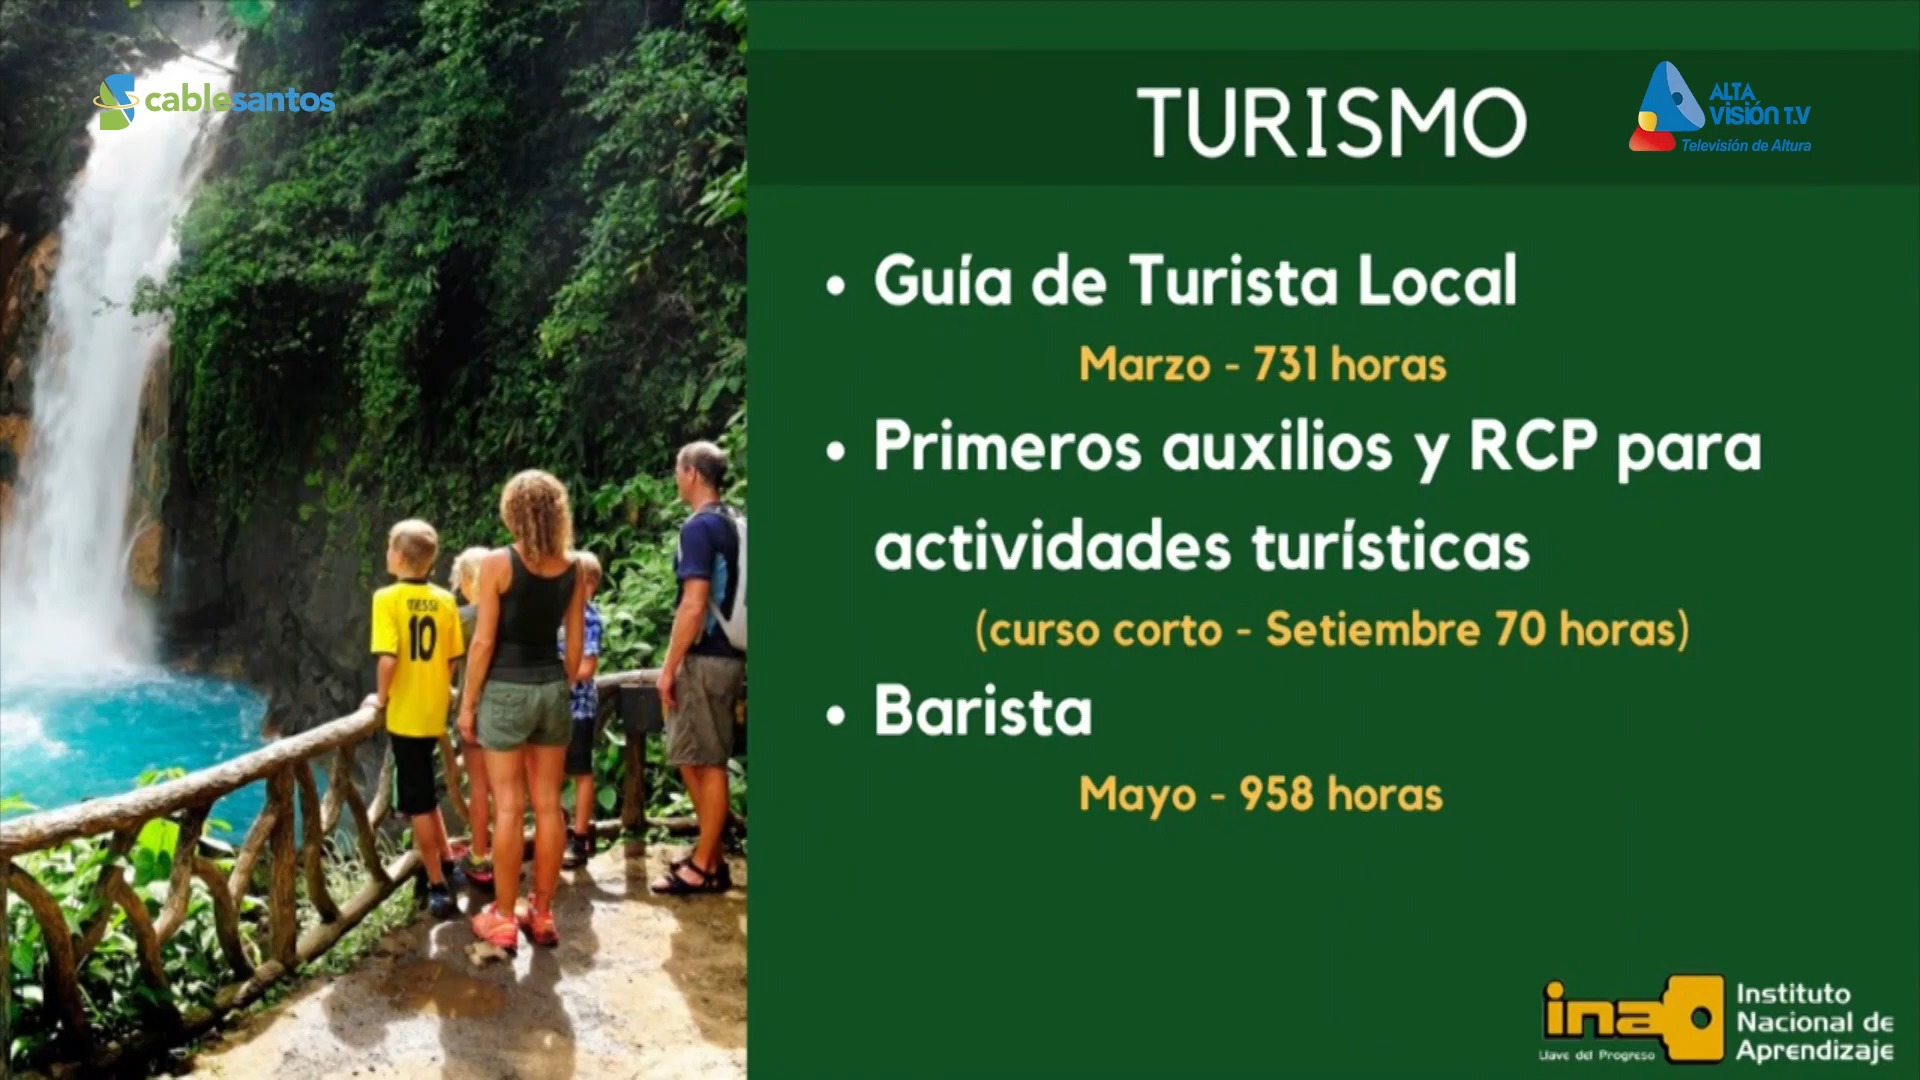 cablesantos
TURISMO
ALTA
VISIÓN T.V
Televisión de Altura
• Guía de Turista Local
Marzo - 731 horas
• Primeros auxilios y RCP para
actividades turísticas
(curso corto - Setiembre 70 horas)
• Barista
Mayo - 958 horas
MESSI
10
ina
Llave del Progreso
Instituto
Nacional de
Aprendizaje